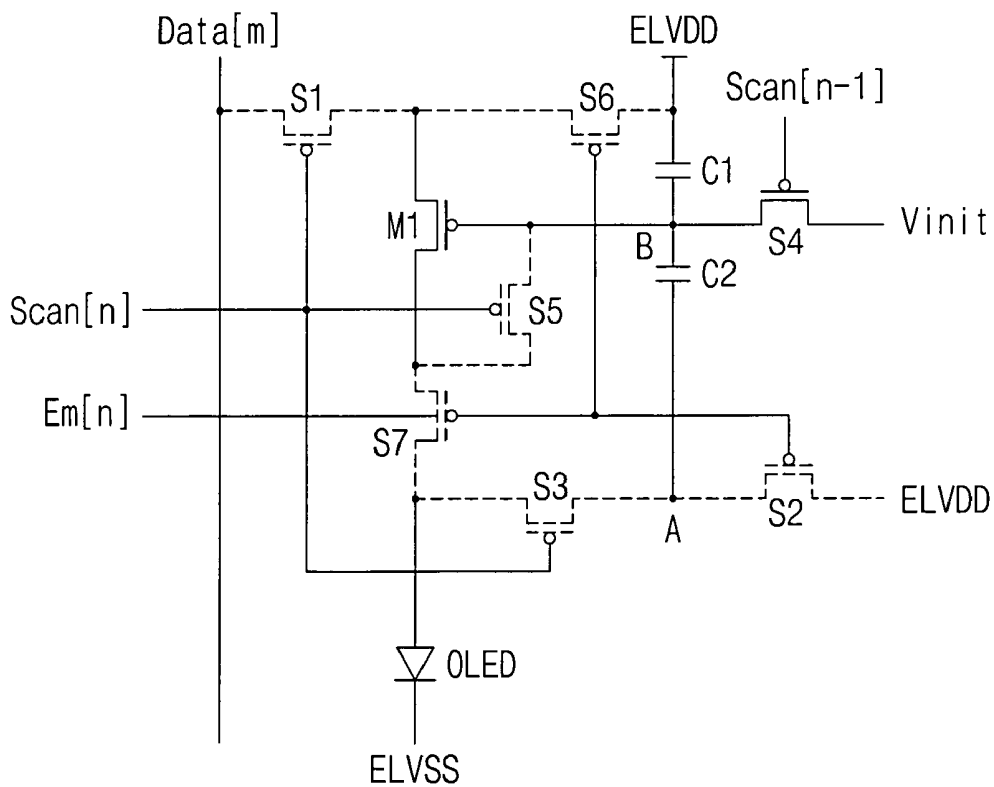 Data[m]
ELVDD
Scan[n-1]
S1
S6
C1
M1
B
S4
Vinit
C2
Scan[n]
S5
Em[n]
S7
S3
A
S2
ELVDD
OLED
ELVSS